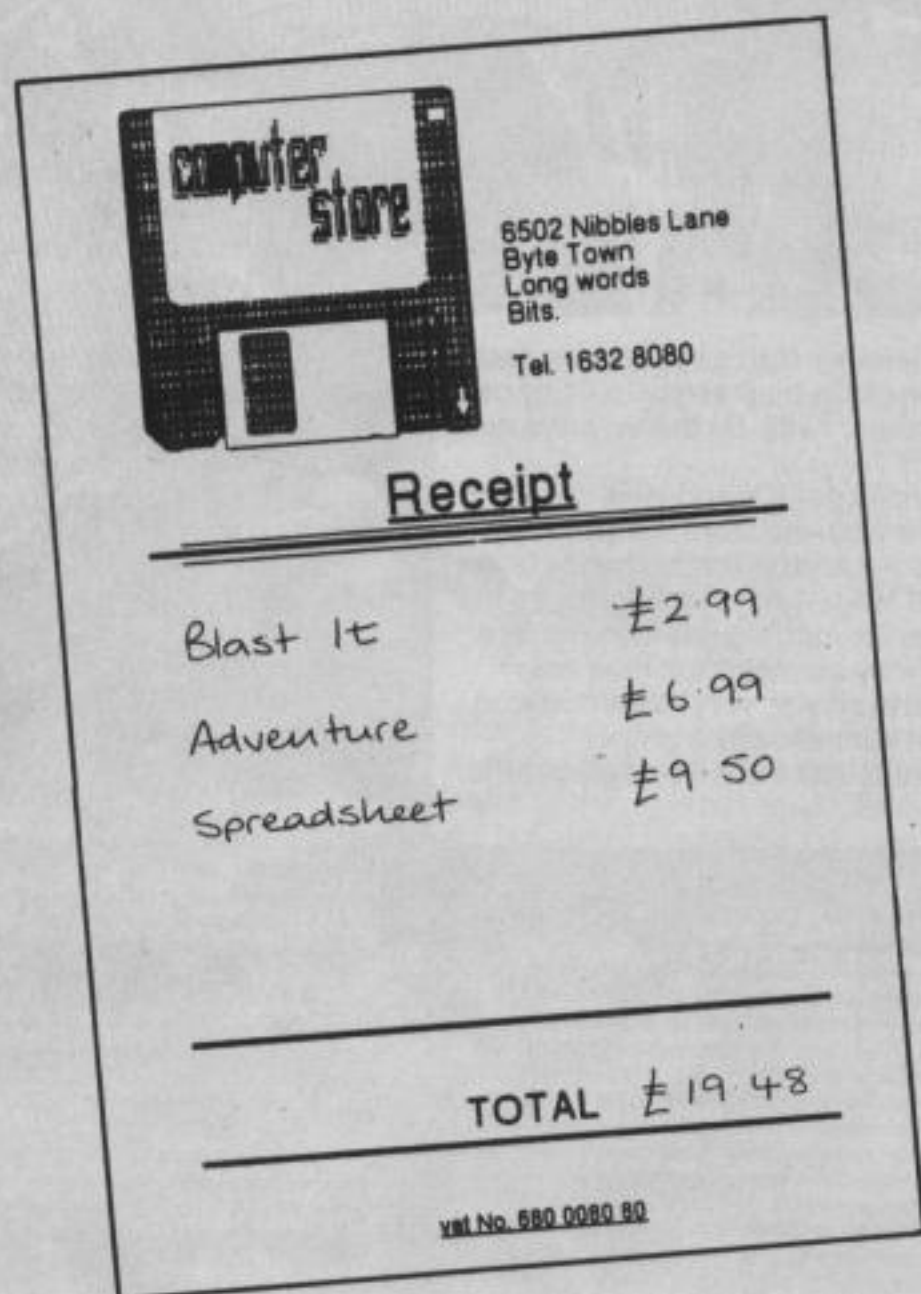 computer
store
6502 Nibbles Lane
Byte Town
Long words
Bits.
Tel. 1632 8080
Receipt
Blast It £2.99
Adventure £6.99
Spreadsheet £9.50
TOTAL £19.48
vat No. 680 0080 80